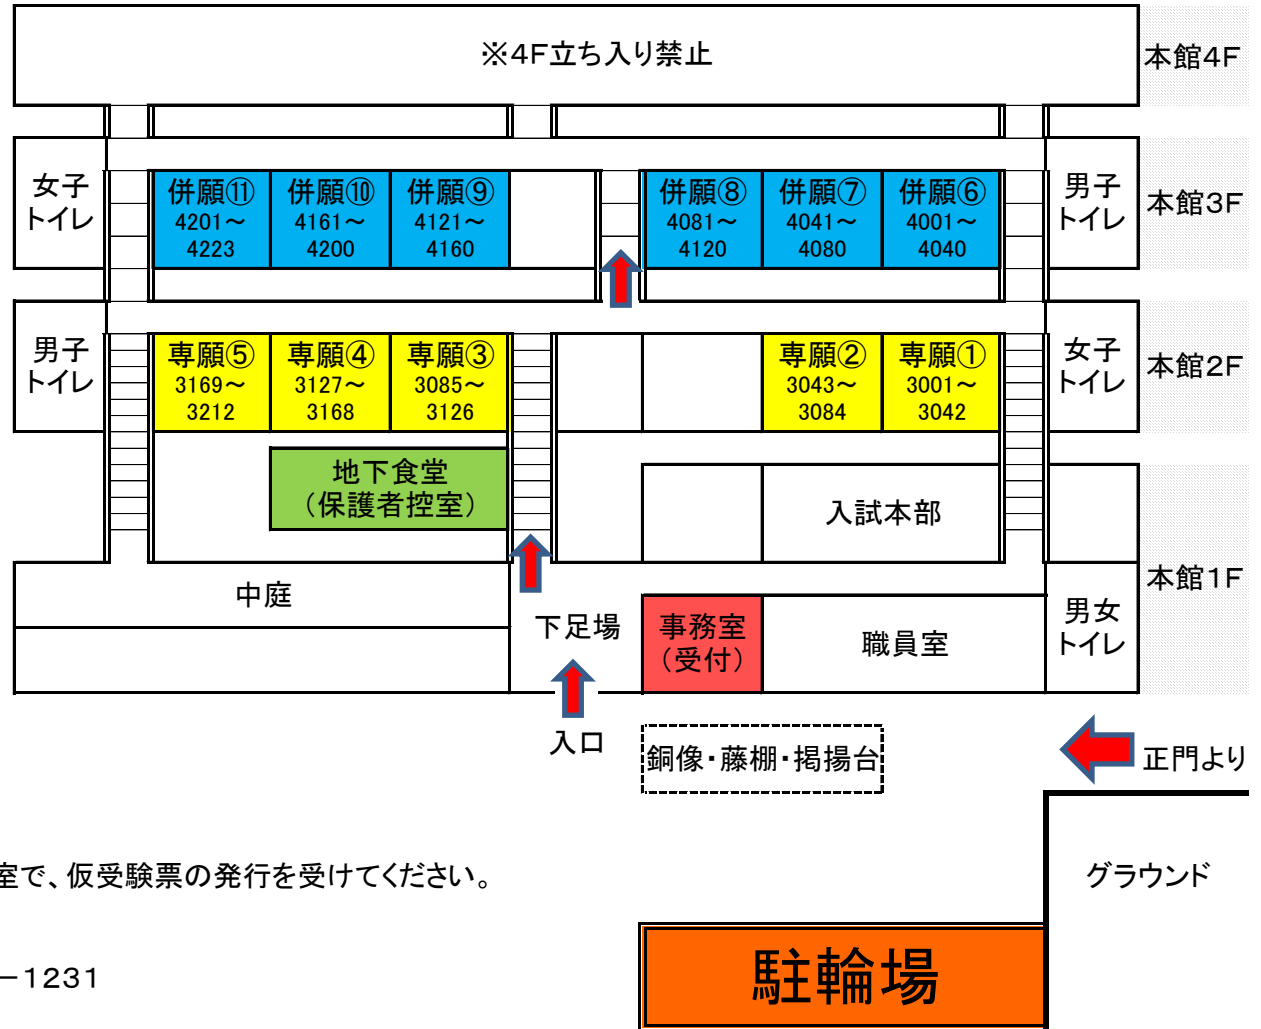 ※4F立ち入り禁止
本館4F
女子
トイレ
併願⑪
4201～
4223
併願⑩
4161～
4200
併願⑨
4121～
4160
併願⑧
4081～
4120
併願⑦
4041～
4080
併願⑥
4001～
4040
男子
トイレ
本館3F
男子
トイレ
専願⑤
3169～
3212
専願④
3127～
3168
専願③
3085～
3126
専願②
3043～
3084
専願①
3001～
3042
女子
トイレ
本館2F
地下食堂
（保護者控室）
入試本部
本館1F
中庭
下足場
事務室
（受付）
職員室
男女
トイレ
入口
銅像・藤棚・掲揚台
正門より
室で、仮受験票の発行を受けてください。
グラウンド
－1231
駐輪場